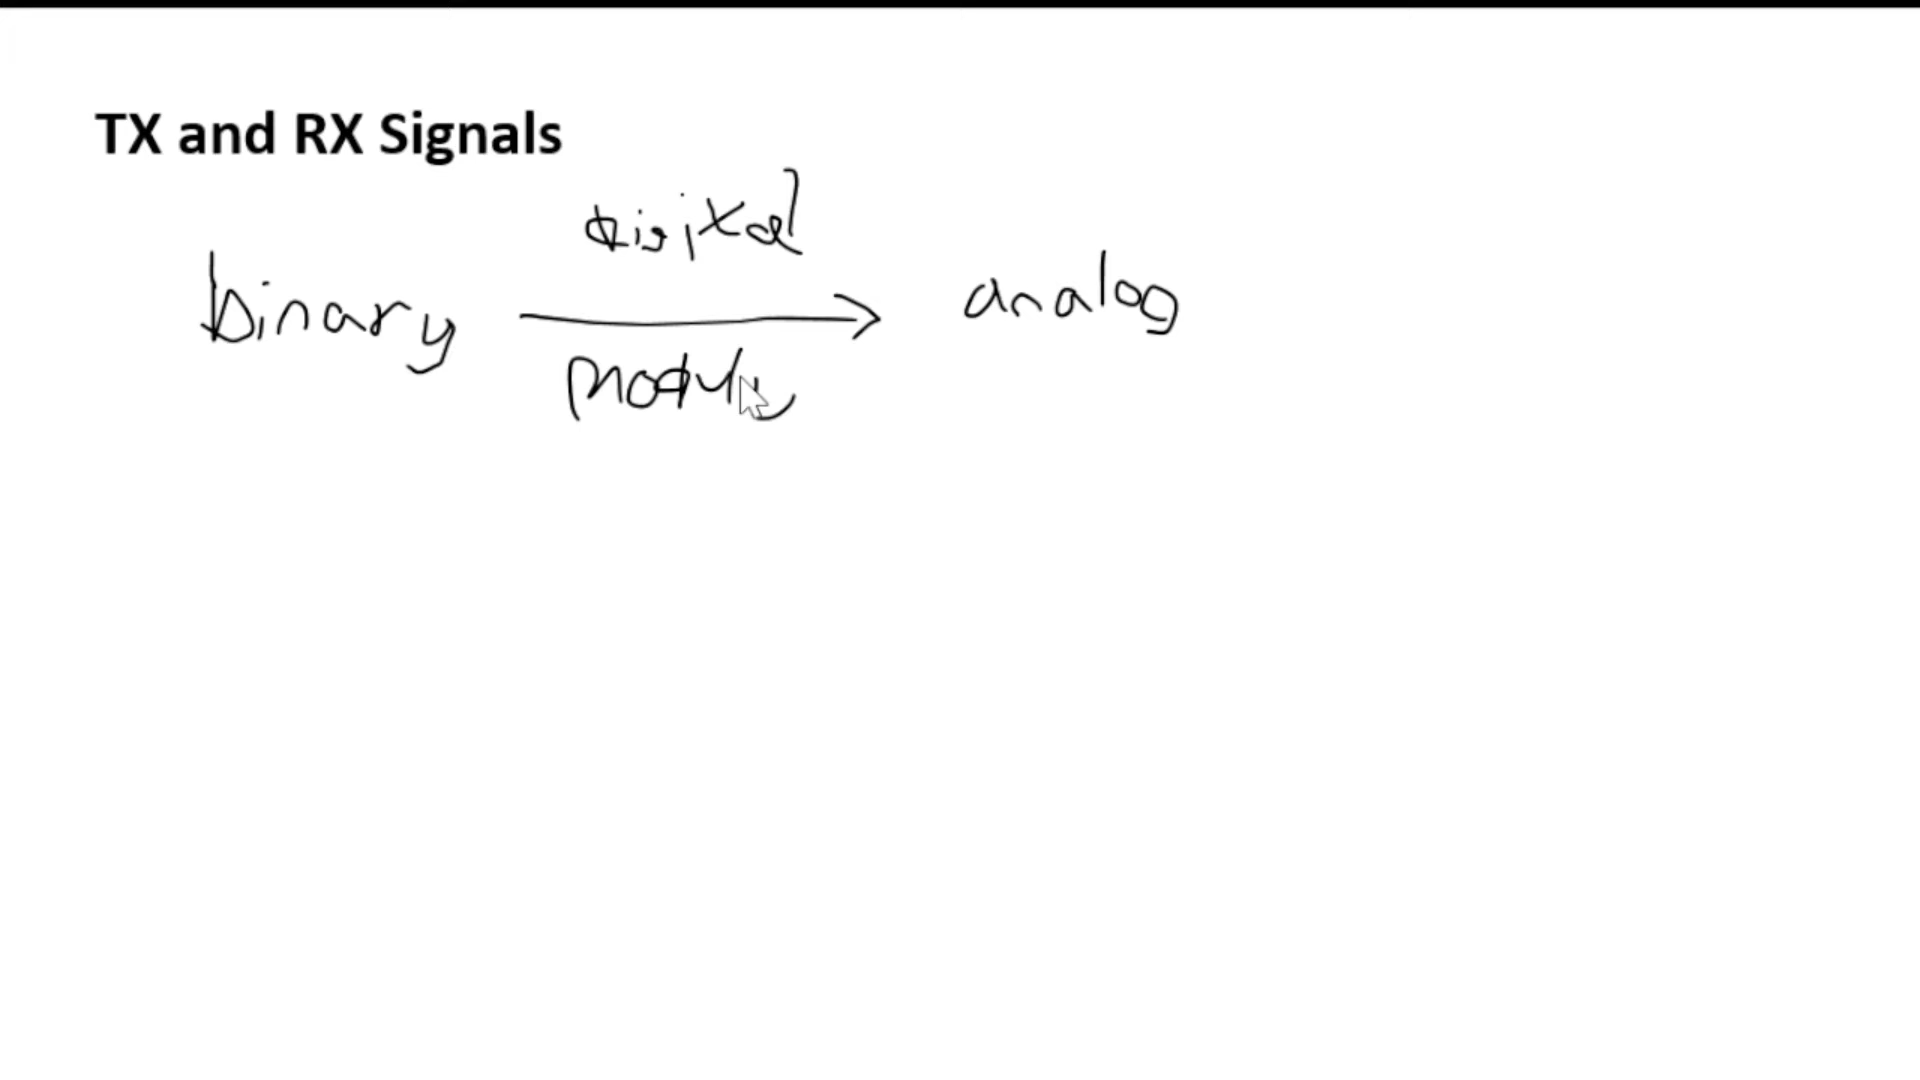 TX and RX Signals
digital
binary → analog